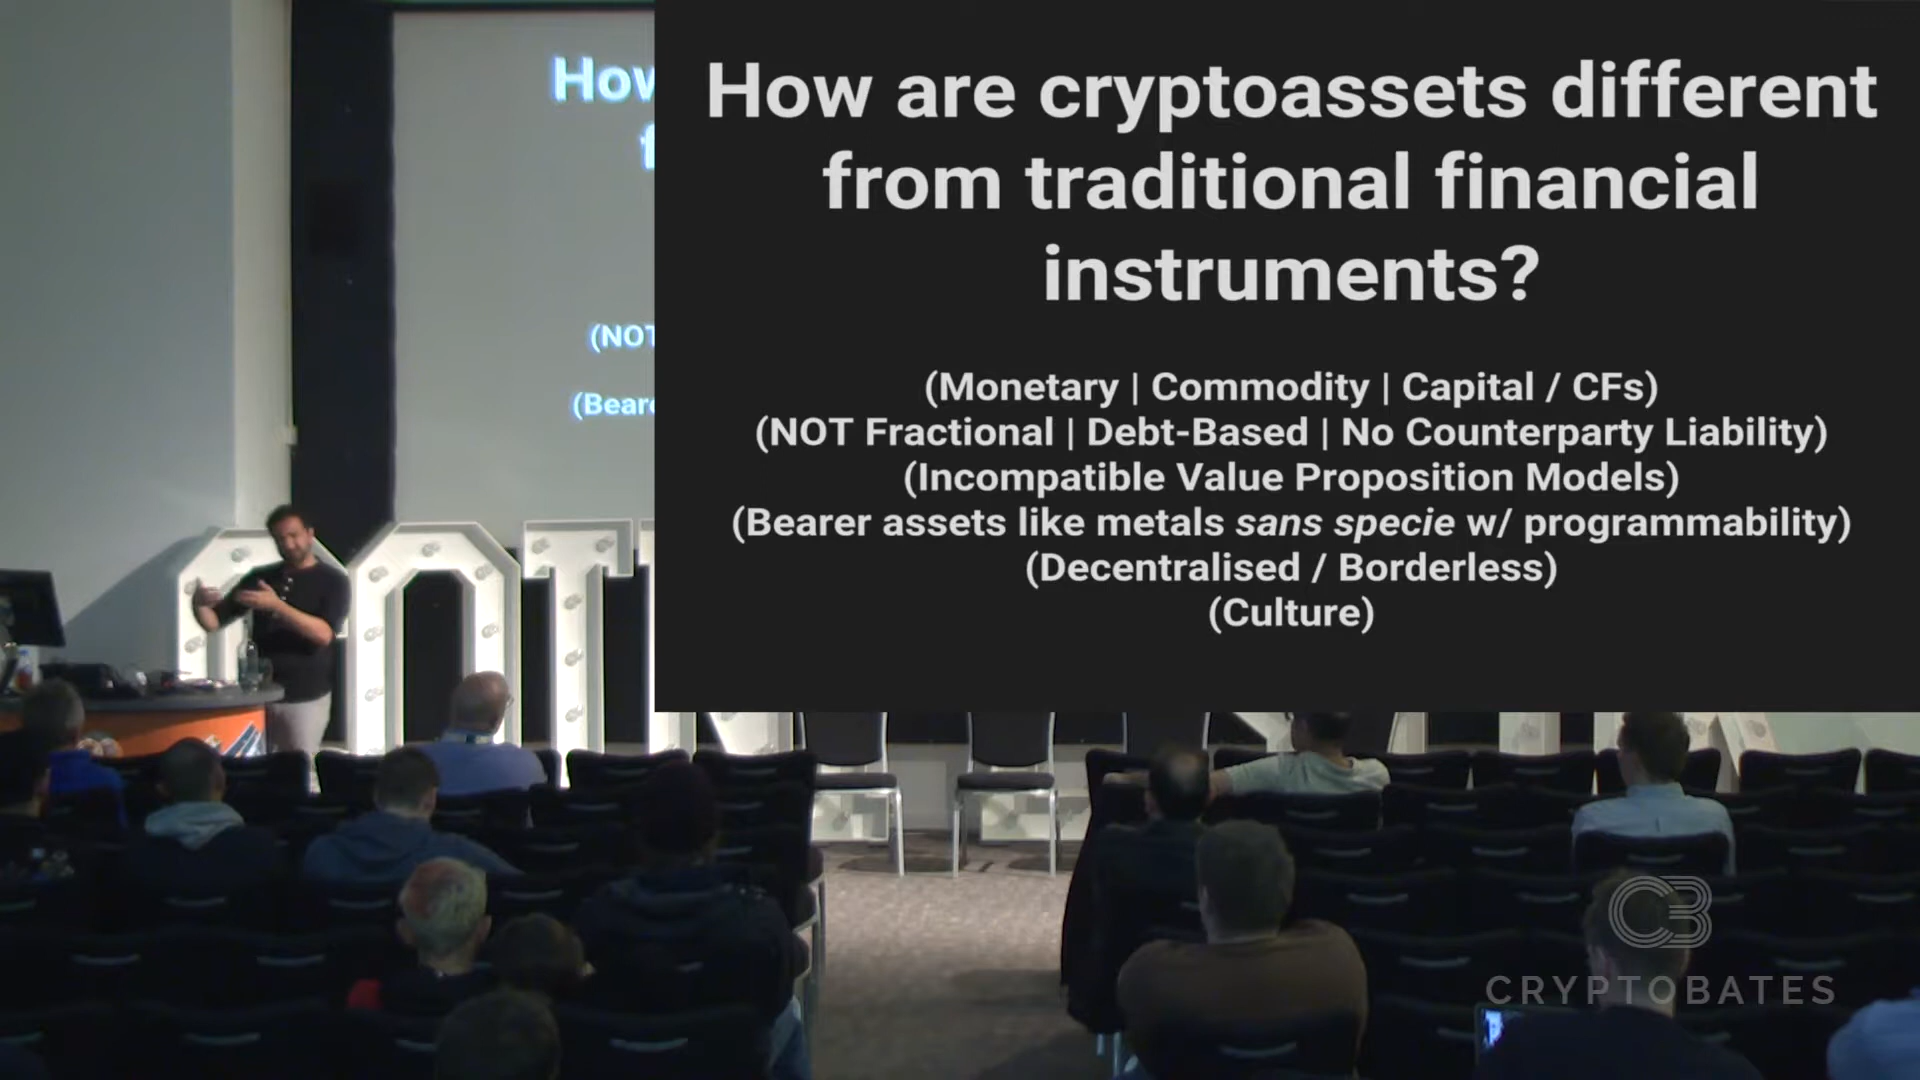 How are cryptoassets different
from traditional financial
instruments?
(Monetary | Commodity | Capital / CFs)
(NOT Fractional | Debt-Based | No Counterparty Liability)
(Incompatible Value Proposition Models)
(Bearer assets like metals sans specie w/ programmability)
(Decentralised / Borderless)
(Culture)
How
f
(NOT
(Bear
C3
CRYPTOBATES